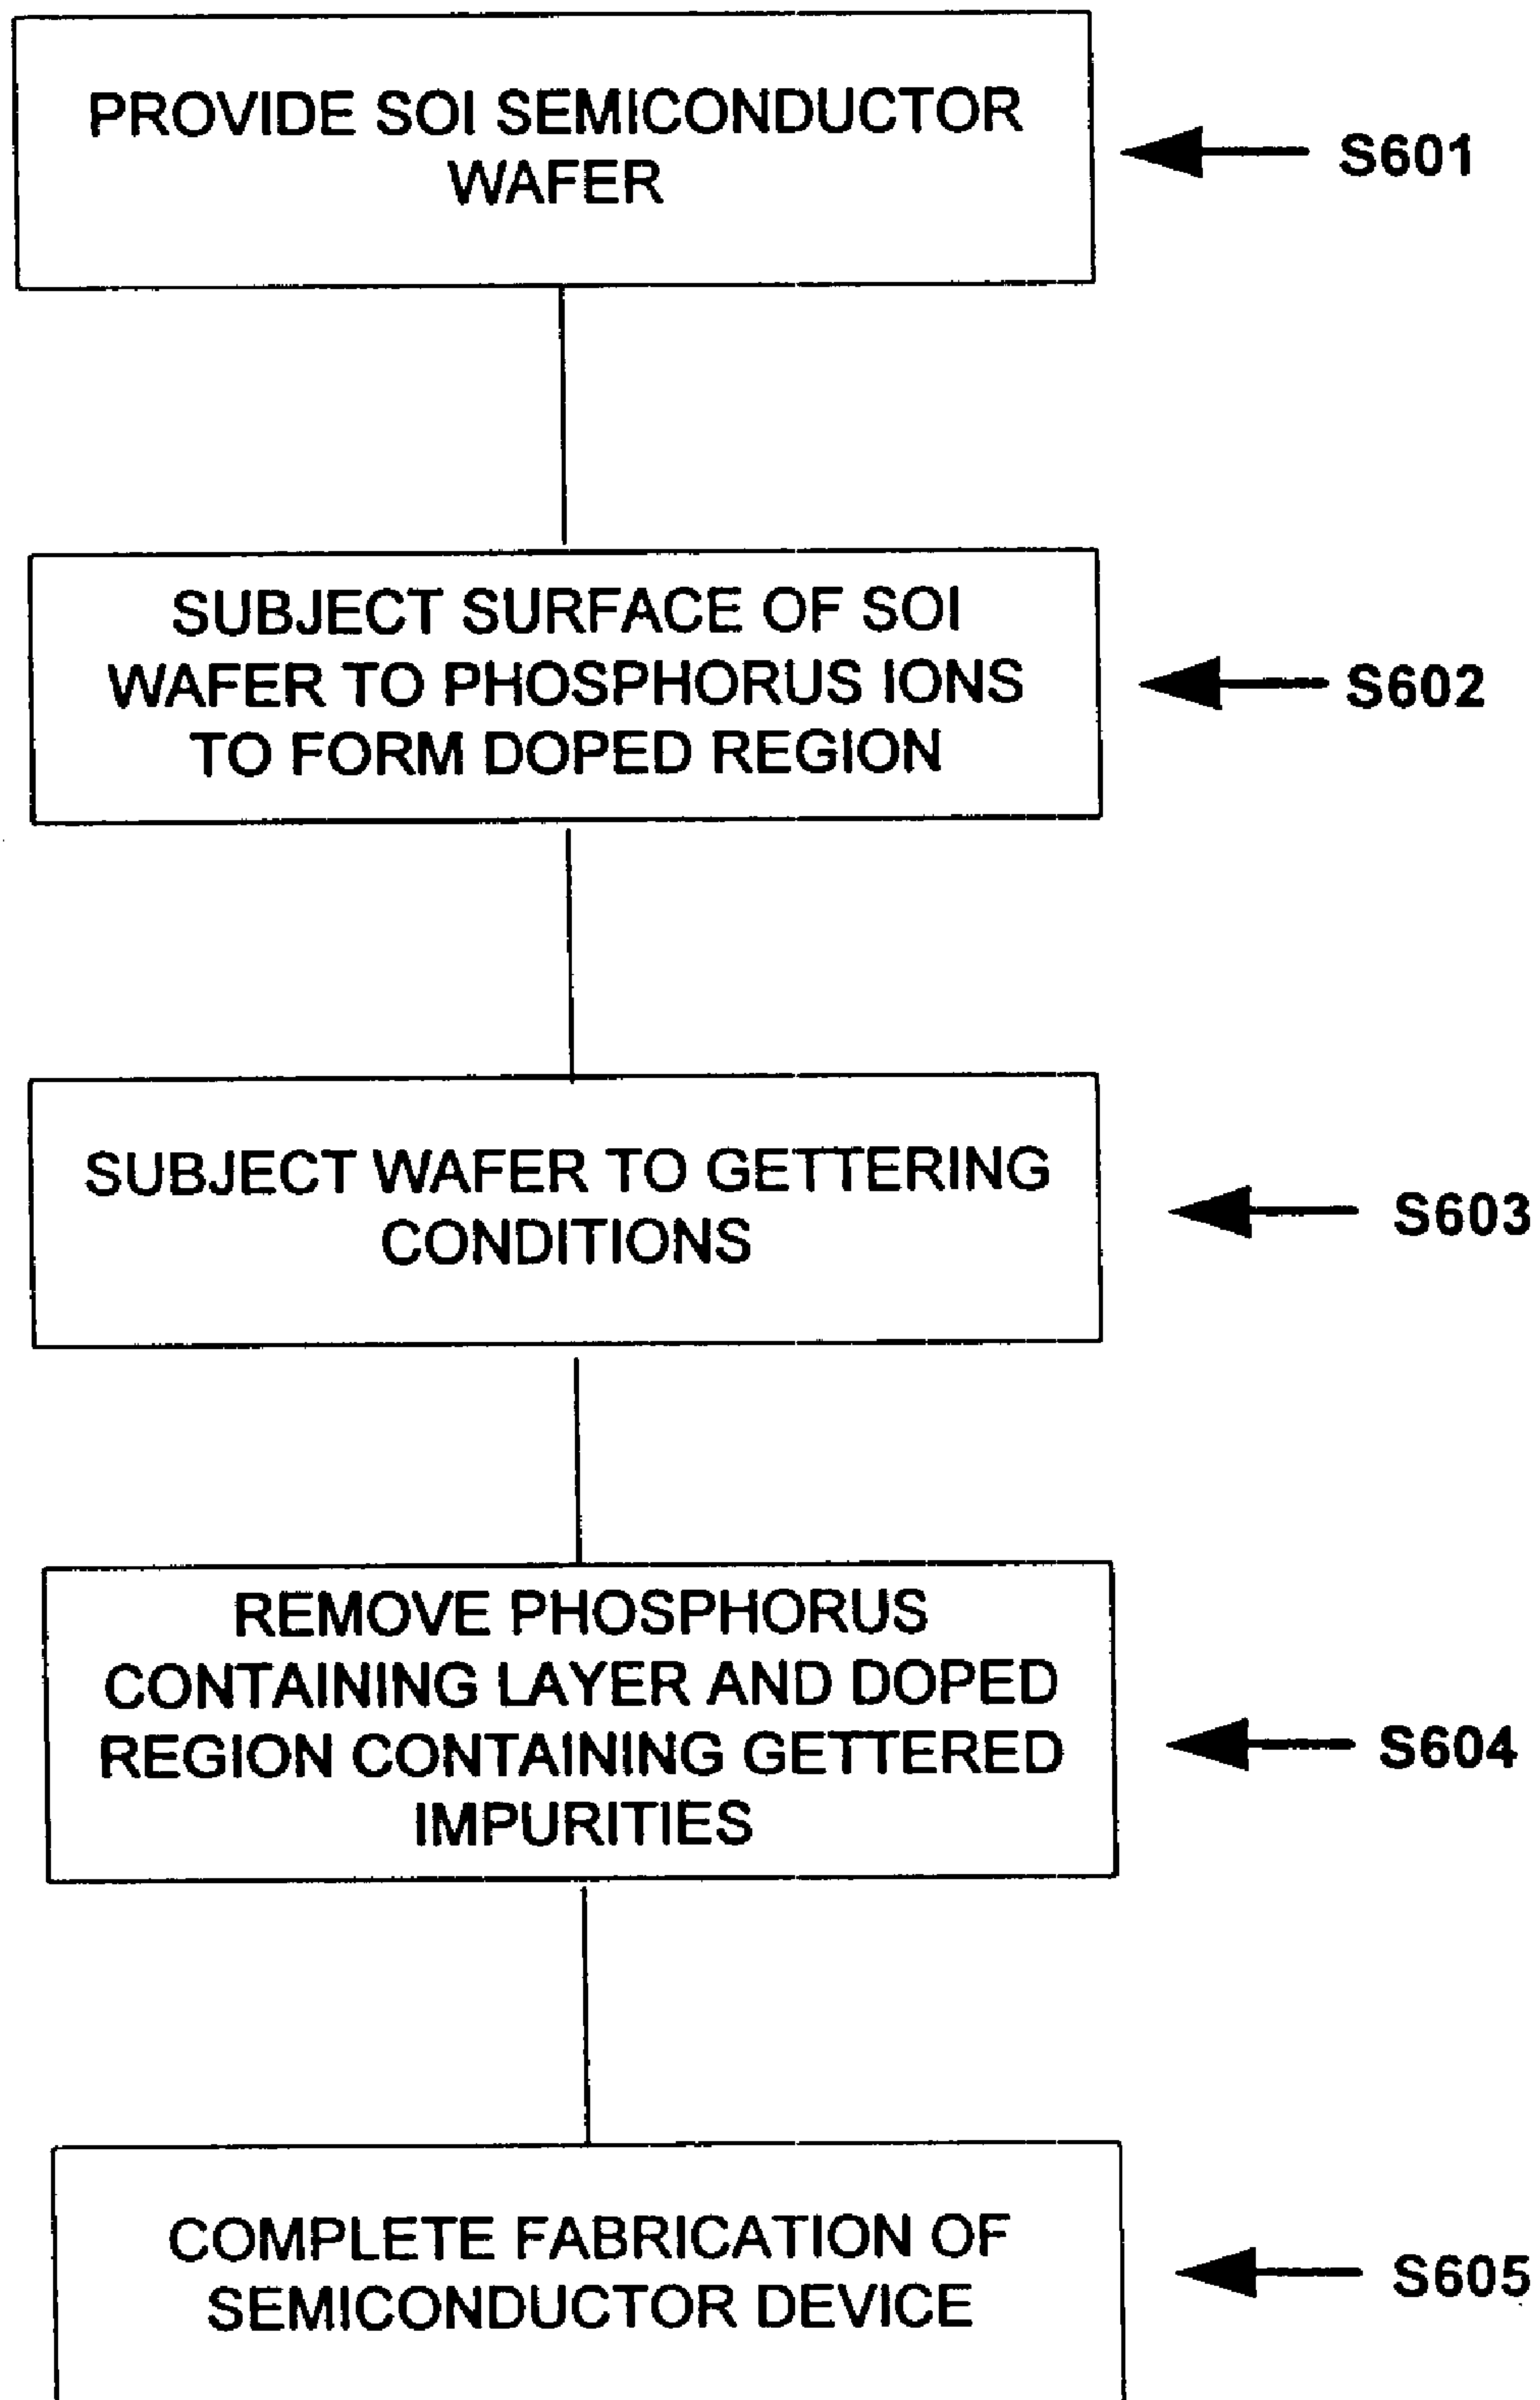 PROVIDE SOI SEMICONDUCTOR
WAFER
S601
SUBJECT SURFACE OF SOI
WAFER TO PHOSPHORUS IONS
TO FORM DOPED REGION
S602
SUBJECT WAFER TO GETTERING
CONDITIONS
S603
REMOVE PHOSPHORUS
CONTAINING LAYER AND DOPED
REGION CONTAINING GETTERED
IMPURITIES
S604
COMPLETE FABRICATION OF
SEMICONDUCTOR DEVICE
S605